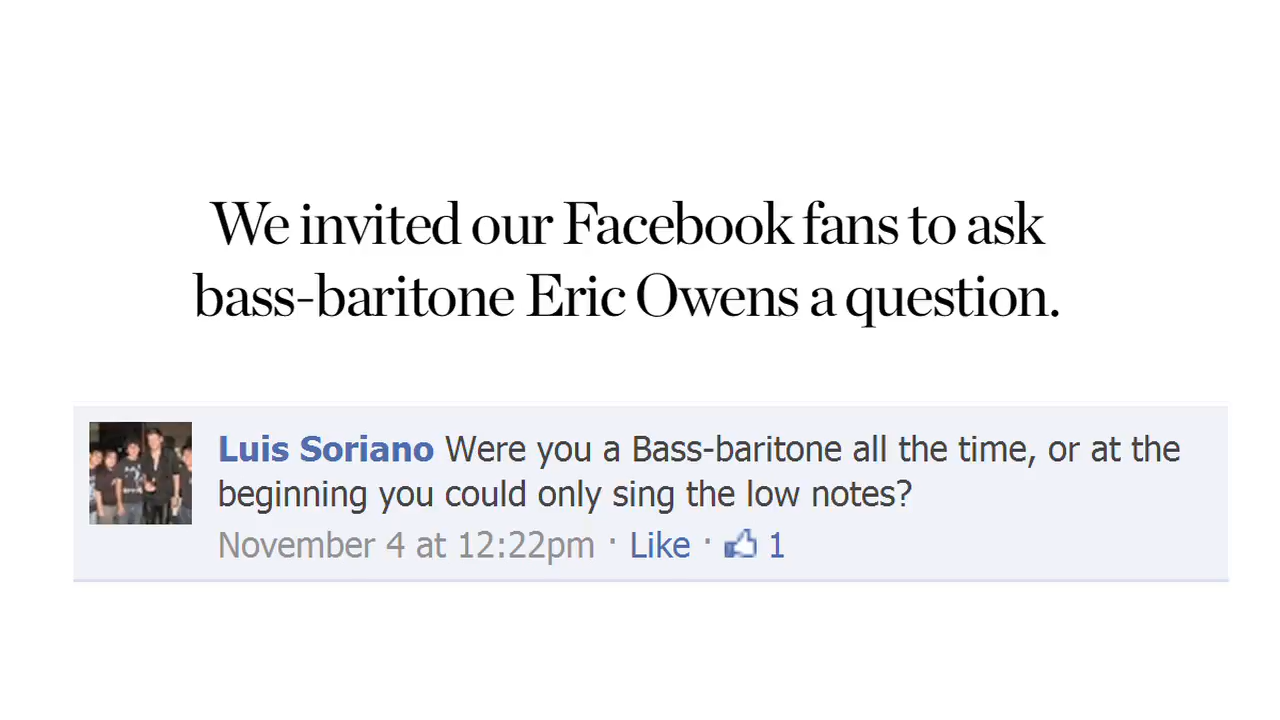 We invited our Facebook fans to ask
bass-baritone Eric Owens a question.
Luis Soriano Were you a Bass-baritone all the time, or at the
beginning you could only sing the low notes?
November 4 at 12:22pm · Like · 1